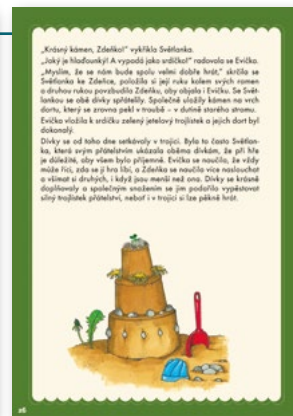 „Krásný kámen, Zdeňko!" vykřikla Světlanka.
„Jaký je hlaďounký! A vypadá jako srdíčko!" radovala se Evička.
„Myslím, že se nám bude spolu velmi dobře hrát," skrčila se
Světlanka ke Zdeňce, položila si její ruku kolem svých ramen
a druhou rukou povzbudila Zdeňku, aby objala i Evičku. Se Svět-
lankou se obě dívky spřátelily. Společně uložily kámen na vrch
dortu, který se zrovna pekl v troubě – v dutině starého stromu.
Evička vložila k srdíčku zelený jetelový trojlístek a jejich dort byl
dokonalý.
Dívky se od toho dne setkávaly v trojici. Byla to často Světlan-
ka, která svým přátelstvím ukázala oběma dívkám, že při hře
je důležité, aby všem bylo příjemně. Evička se naučila, že vždy
může říci, zda se jí hra líbí, a Zdeňka se naučila více naslouchat
a všímat si druhých, i když jsou menší než ona. Dívky se krásně
doplňovaly a společným snažením se jim podařilo vypěstovat
silný trojlístek přátelství, neboť i v trojici si lze pěkně hrát.
26